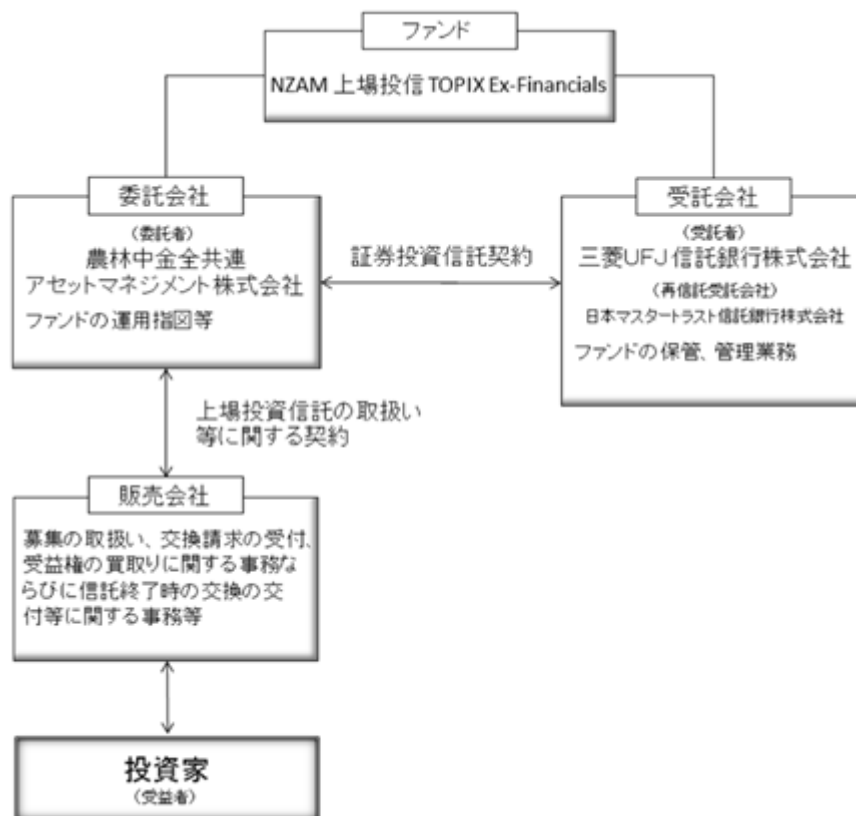 ファンド
NZAM 上場投信 TOPIX Ex-Financials
委託会社
（委託者）
農林中金全共連
アセットマネジメント株式会社
ファンドの運用指図等
証券投資信託契約
受託会社
（受託者）
三菱UFJ信託銀行株式会社
（再信託受託会社）
日本マスタートラスト信託銀行株式会社
ファンドの保管、管理業務
上場投資信託の取扱い
等に関する契約
販売会社
募集の取扱い、交換請求の受付、
受益権の買取りに関する事務な
らびに信託終了時の交換の交
付等に関する事務等
投資家
（受益者）